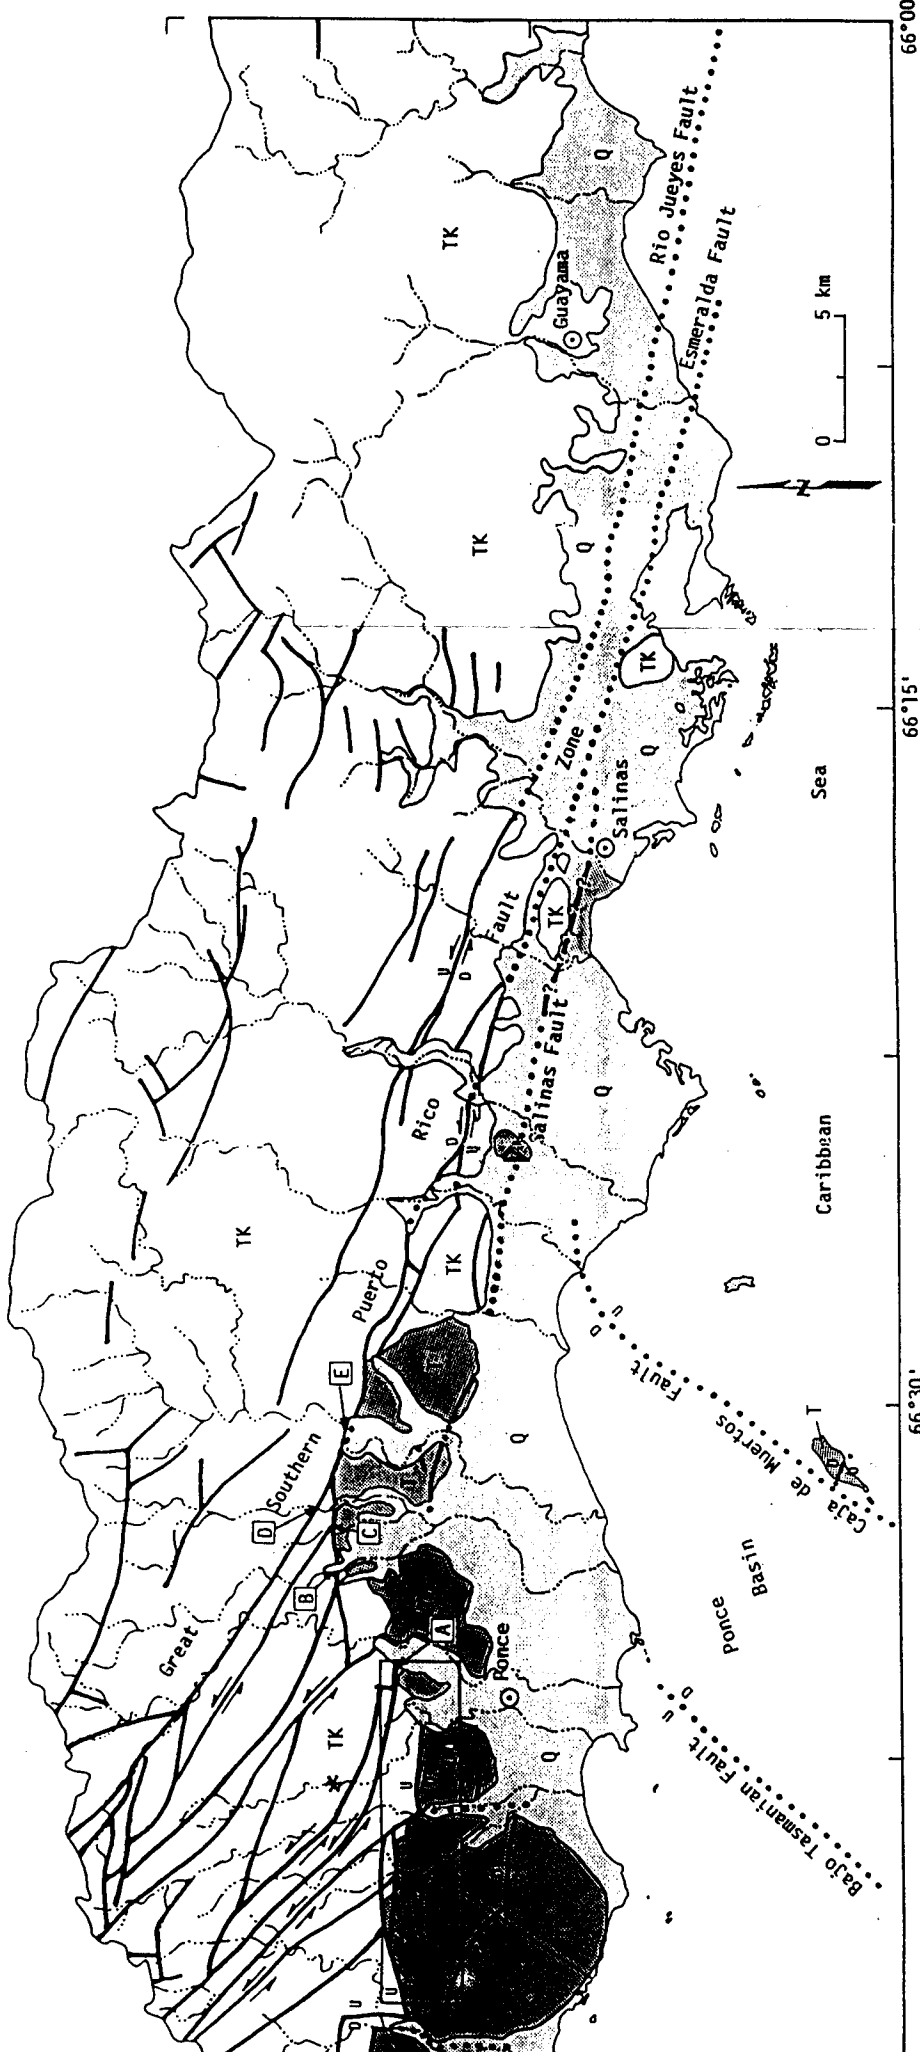 66°00'
Rio Jueyes Fault
Esmeralda Fault
Q
TK
Guayama
5 km
0
N
TK
Q
TK
Zone
Q
Salinas
66°15'
Sea
Fault
TK
U
D
?
?
Salinas Fault
Q
Rico
D
U
Caribbean
TK
TK
Puerto
D
U
E
Caja de Muertos Fault
T
66°30'
Southern
Q
D
C
B
Ponce Basin
Great
A
Ponce
U
D
TK
Q
Bajo Tasmanian Fault
U
U
U
D